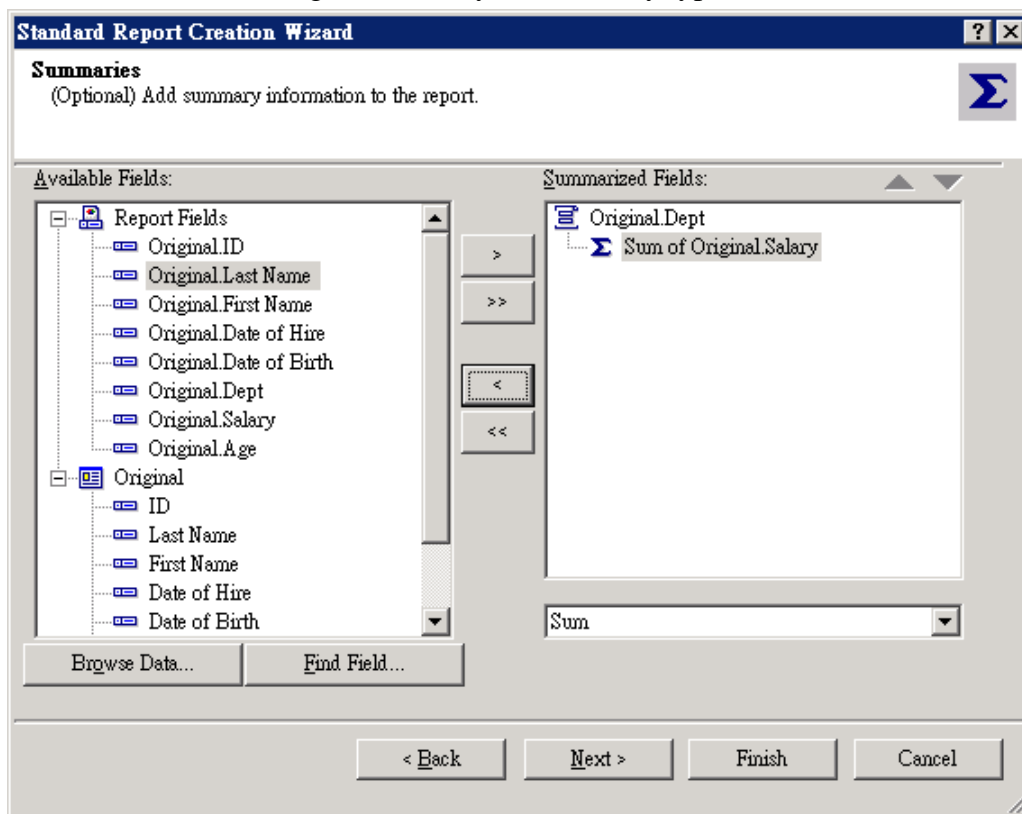 Standard Report Creation Wizard
Summaries
(Optional) Add summary information to the report.
Σ
Available Fields:
Report Fields
Original.ID
Original.Last Name
Original.First Name
Original.Date of Hire
Original.Date of Birth
Original.Dept
Original.Salary
Original.Age
Original
ID
Last Name
First Name
Date of Hire
Date of Birth
Browse Data...
Find Field...
>
>>
<
<<
Summarized Fields:
Original.Dept
Σ Sum of Original.Salary
Sum
< Back
Next >
Finish
Cancel